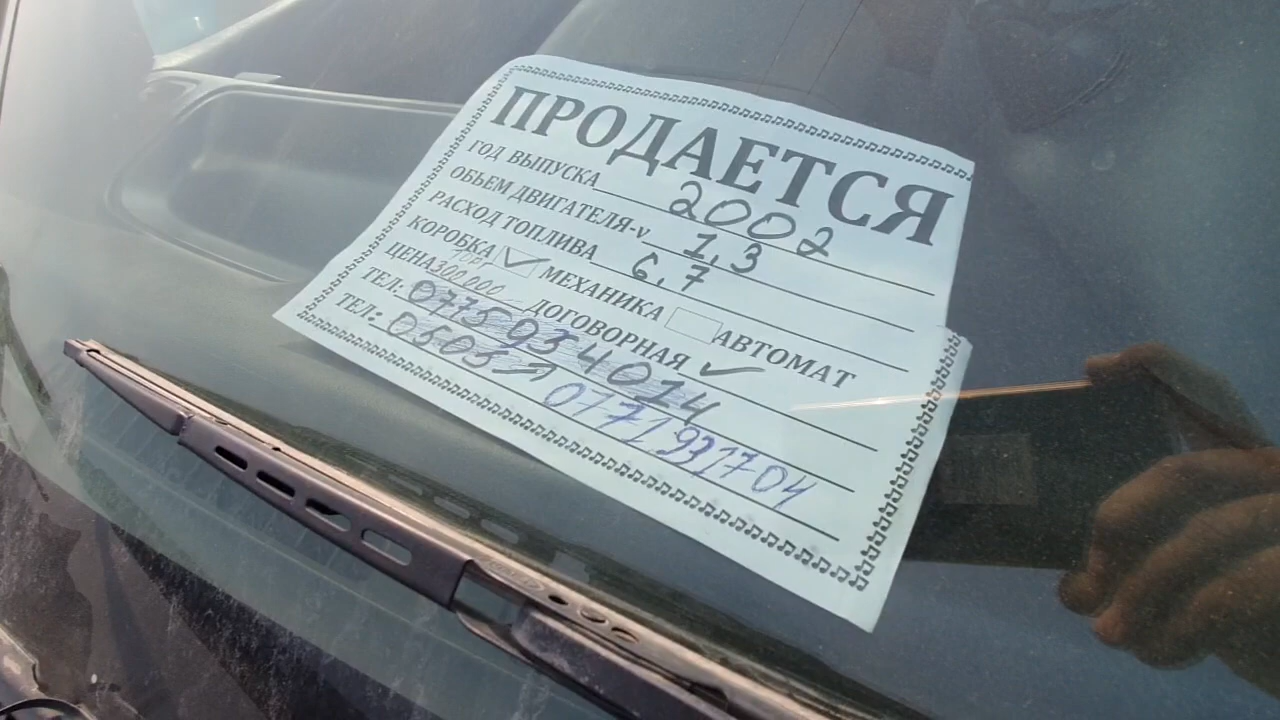 ПРОДАЕТСЯ
ГОД ВЫПУСКА 2002
ОБЬЕМ ДВИГАТЕЛЯ-v 1,3
РАСХОД ТОПЛИВА 6,7
КОРОБКА ✓ МЕХАНИКА АВТОМАТ
ЦЕНА 300.000 ДОГОВОРНАЯ ✓
ТЕЛ: 0775934014
ТЕЛ: 0505 0771931704